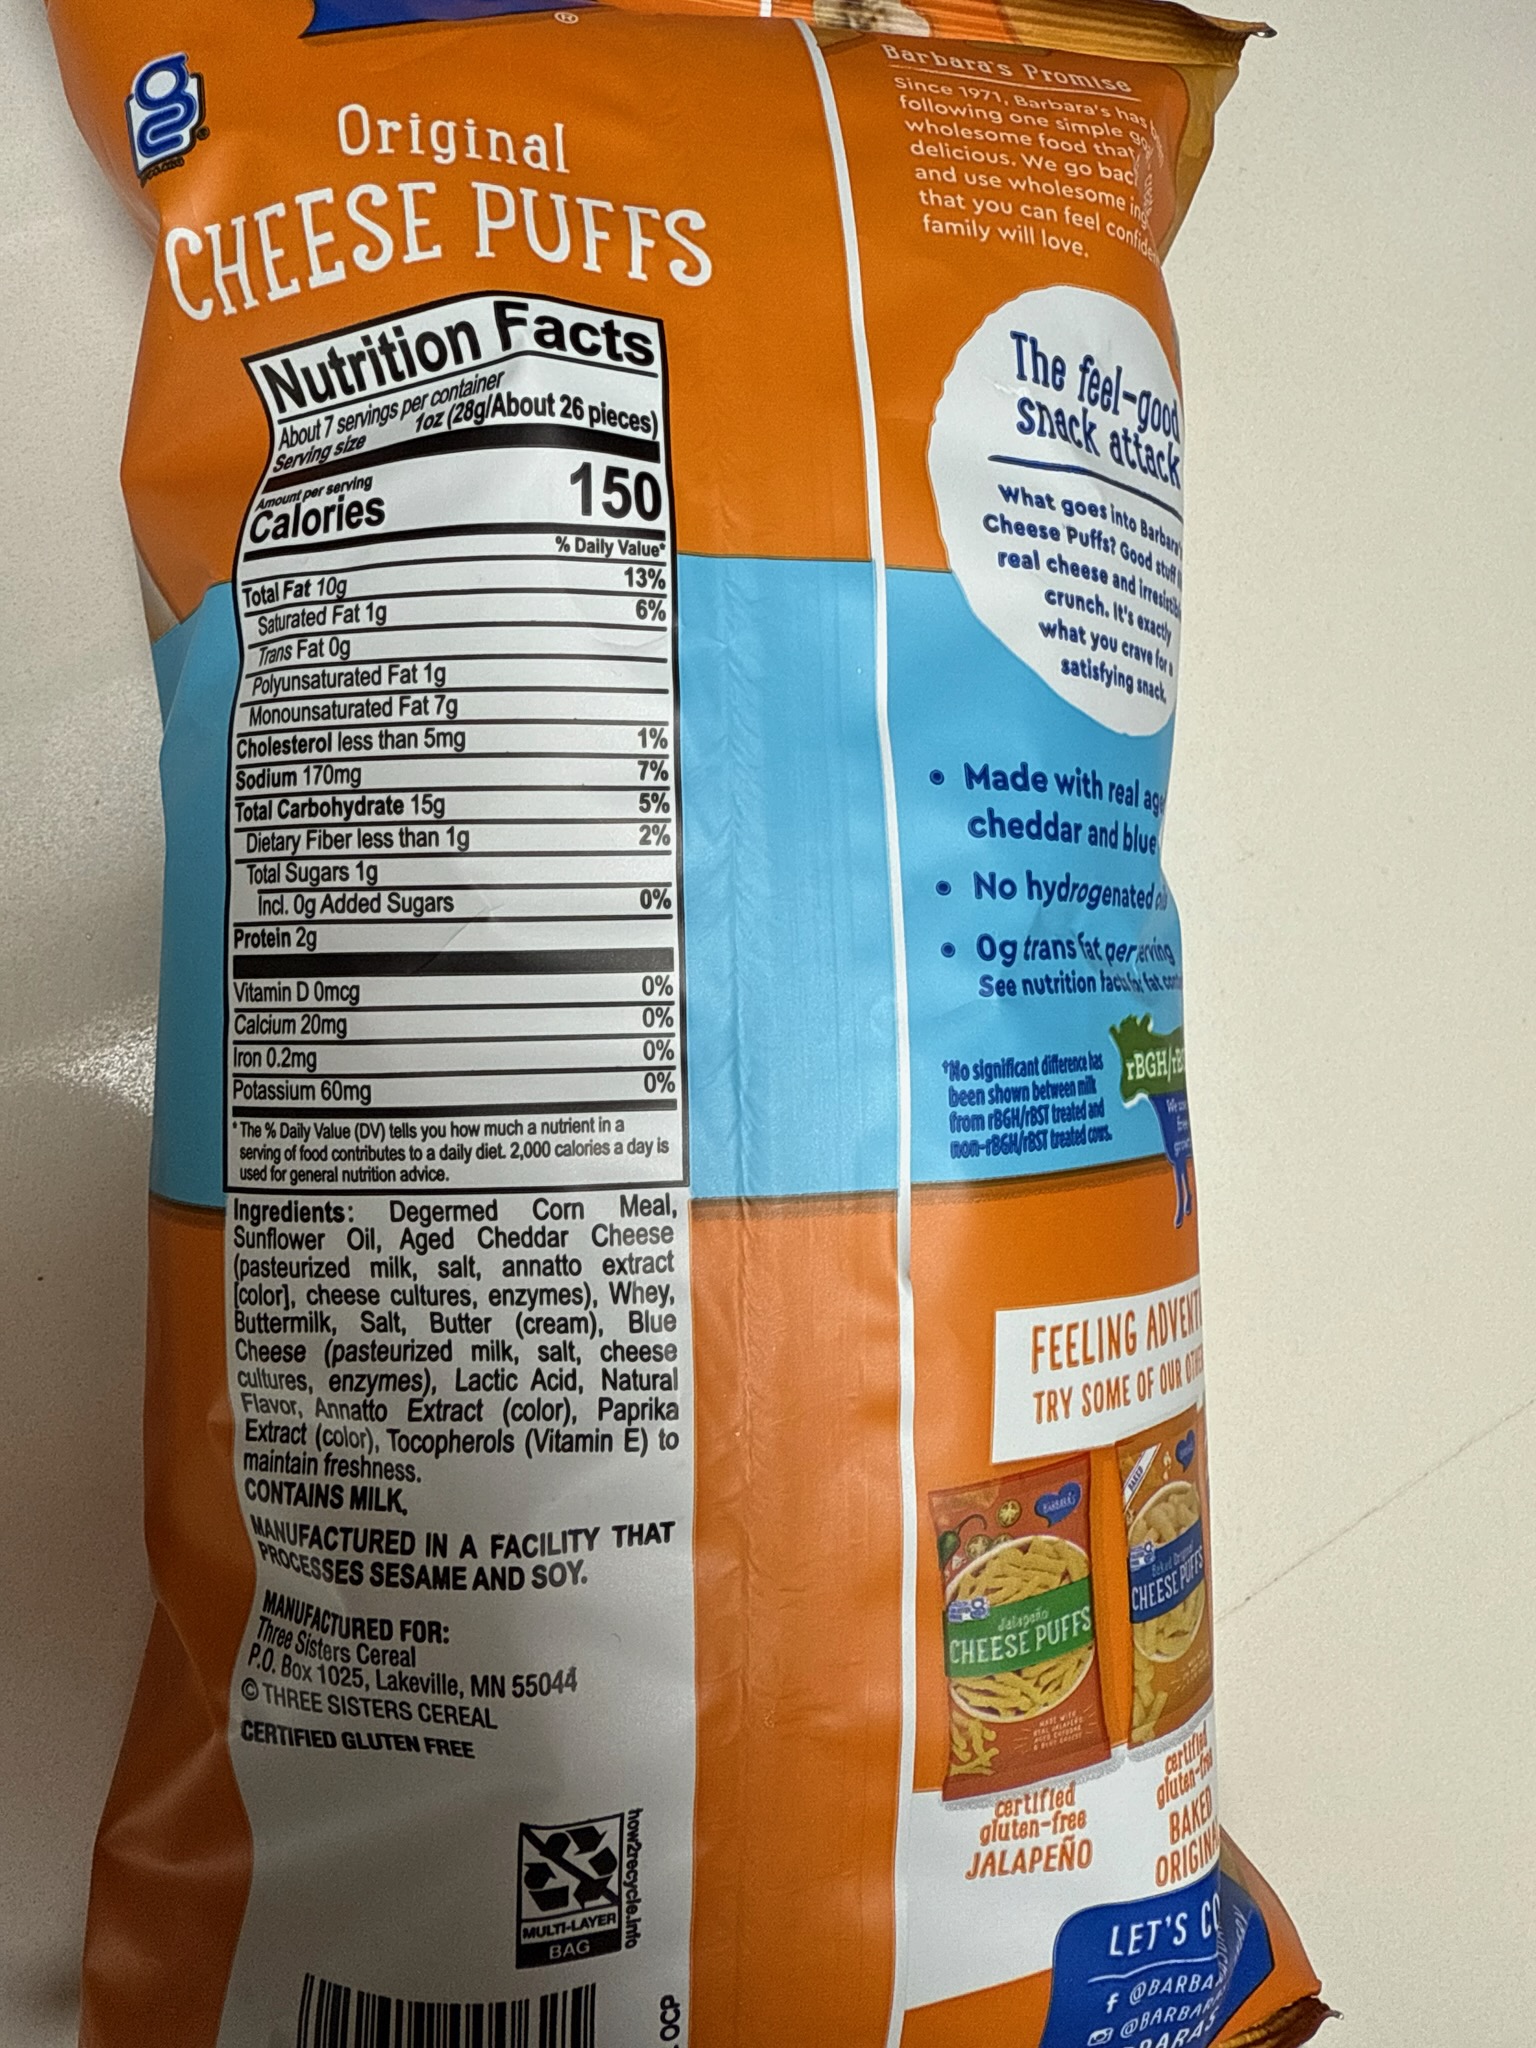 ®
Original
CHEESE PUFFS
Nutrition Facts
About 7 servings per container
Serving size 1oz (28g/About 26 pieces)
Amount per serving
Calories 150
% Daily Value*
Total Fat 10g 13%
Saturated Fat 1g 6%
Trans Fat 0g
Polyunsaturated Fat 1g
Monounsaturated Fat 7g
Cholesterol less than 5mg 1%
Sodium 170mg 7%
Total Carbohydrate 15g 5%
Dietary Fiber less than 1g 2%
Total Sugars 1g
Incl. 0g Added Sugars 0%
Protein 2g
Vitamin D 0mcg 0%
Calcium 20mg 0%
Iron 0.2mg 0%
Potassium 60mg 0%
* The % Daily Value (DV) tells you how much a nutrient in a
serving of food contributes to a daily diet. 2,000 calories a day is
used for general nutrition advice.
Ingredients: Degermed Corn Meal,
Sunflower Oil, Aged Cheddar Cheese
(pasteurized milk, salt, annatto extract
[color], cheese cultures, enzymes), Whey,
Buttermilk, Salt, Butter (cream), Blue
Cheese (pasteurized milk, salt, cheese
cultures, enzymes), Lactic Acid, Natural
Flavor, Annatto Extract (color), Paprika
Extract (color), Tocopherols (Vitamin E) to
maintain freshness.
CONTAINS MILK.
MANUFACTURED IN A FACILITY THAT
PROCESSES SESAME AND SOY.
MANUFACTURED FOR:
Three Sisters Cereal
P.O. Box 1025, Lakeville, MN 55044
© THREE SISTERS CEREAL
CERTIFIED GLUTEN FREE
MULTI-LAYER
BAG
how2recycle.info
OCP
Barbara's Promise
Since 1971, Barbara's has
following one simple
wholesome food that
delicious. We go
and use wholesome
that you can feel
family will love.
The feel-good
snack attack
What goes into Barbara's
Cheese Puffs? Good stuff
real cheese and
crunch. It's exactly
what you crave for a
satisfying snack.
• Made with real
cheddar and blue
• No hydrogenated
• 0g trans fat per serving
See nutrition facts for fat
*No significant difference has
been shown between milk
from rBGH/rBST treated and
non-rBGH/rBST treated cows.
rBGH/
FEELING
TRY SOME OF OUR
BARBARA'S
Jalapeño
CHEESE PUFFS
BAKED
CHEESE PUFFS
certified
gluten-free
JALAPEÑO
certified
gluten-free
BAKED
ORIGINAL
LET'S